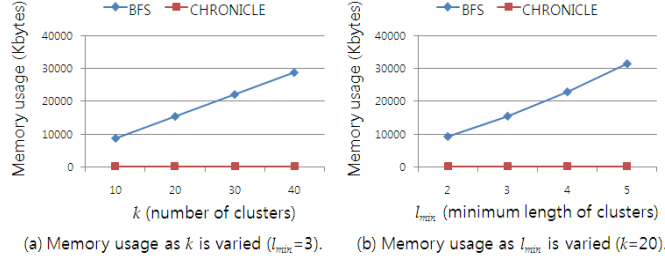 BFS CHRONICLE
Memory usage (Kbytes)
40000
30000
20000
10000
0
10 20 30 40
k (number of clusters)
(a) Memory usage as k is varied (lmin=3).
BFS CHRONICLE
Memory usage (Kbytes)
40000
30000
20000
10000
0
2 3 4 5
lmin (minimum length of clusters)
(b) Memory usage as lmin is varied (k=20).